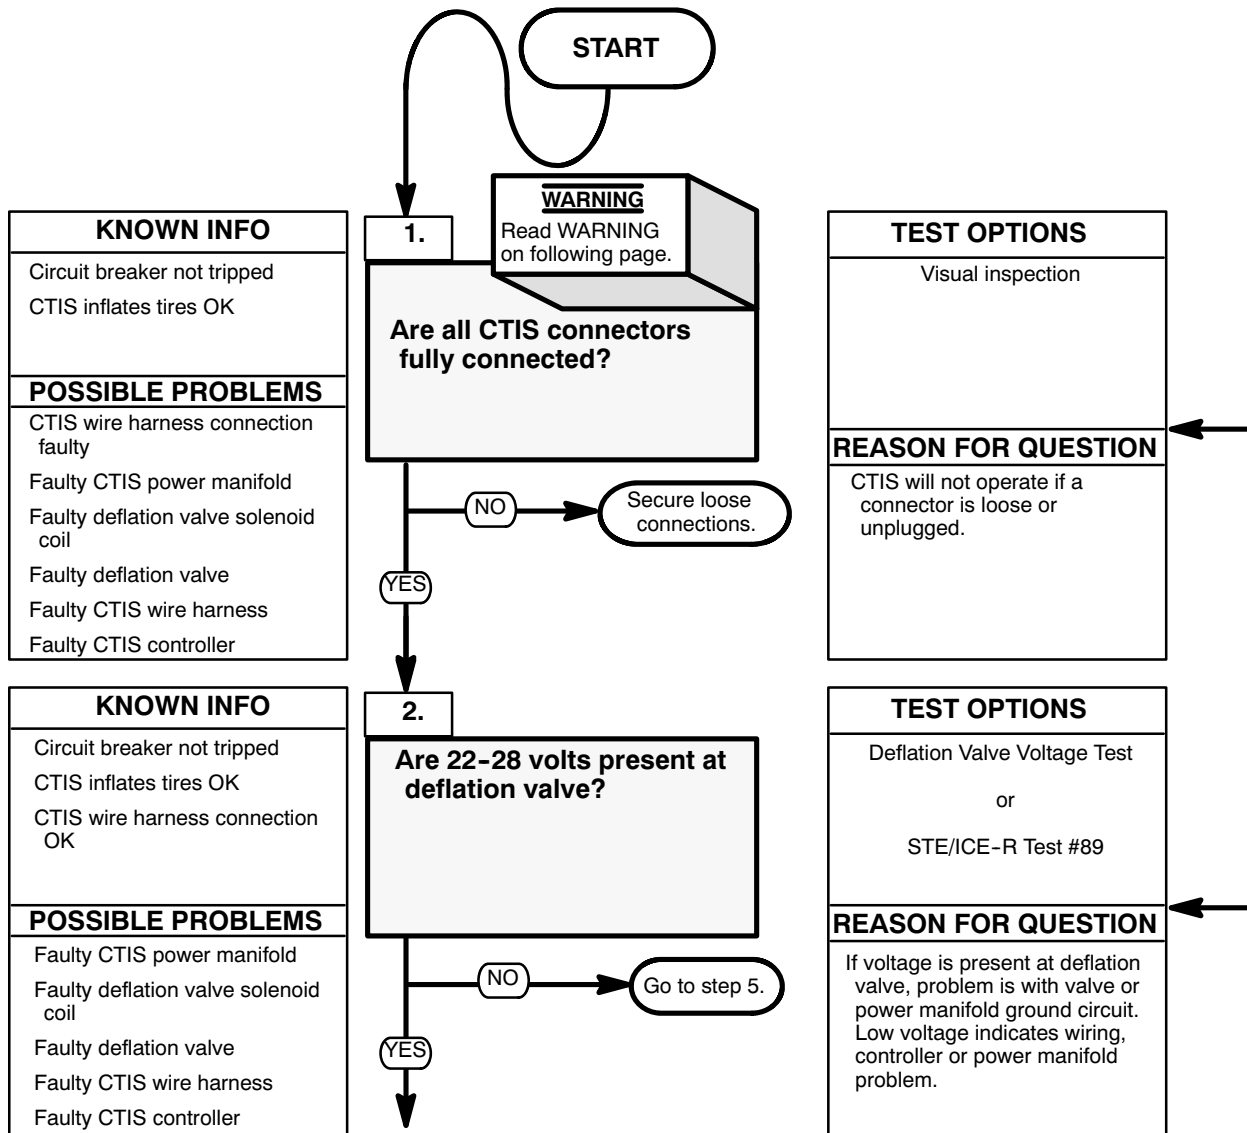 START
WARNING
Read WARNING
on following page.
KNOWN INFO
Circuit breaker not tripped
CTIS inflates tires OK
POSSIBLE PROBLEMS
CTIS wire harness connection
faulty
Faulty CTIS power manifold
Faulty deflation valve solenoid
coil
Faulty deflation valve
Faulty CTIS wire harness
Faulty CTIS controller
1.
Are all CTIS connectors
fully connected?
NO
Secure loose
connections.
YES
TEST OPTIONS
Visual inspection
REASON FOR QUESTION
CTIS will not operate if a
connector is loose or
unplugged.
KNOWN INFO
Circuit breaker not tripped
CTIS inflates tires OK
CTIS wire harness connection
OK
POSSIBLE PROBLEMS
Faulty CTIS power manifold
Faulty deflation valve solenoid
coil
Faulty deflation valve
Faulty CTIS wire harness
Faulty CTIS controller
2.
Are 22-28 volts present at
deflation valve?
NO
Go to step 5.
YES
TEST OPTIONS
Deflation Valve Voltage Test
or
STE/ICE-R Test #89
REASON FOR QUESTION
If voltage is present at deflation
valve, problem is with valve or
power manifold ground circuit.
Low voltage indicates wiring,
controller or power manifold
problem.